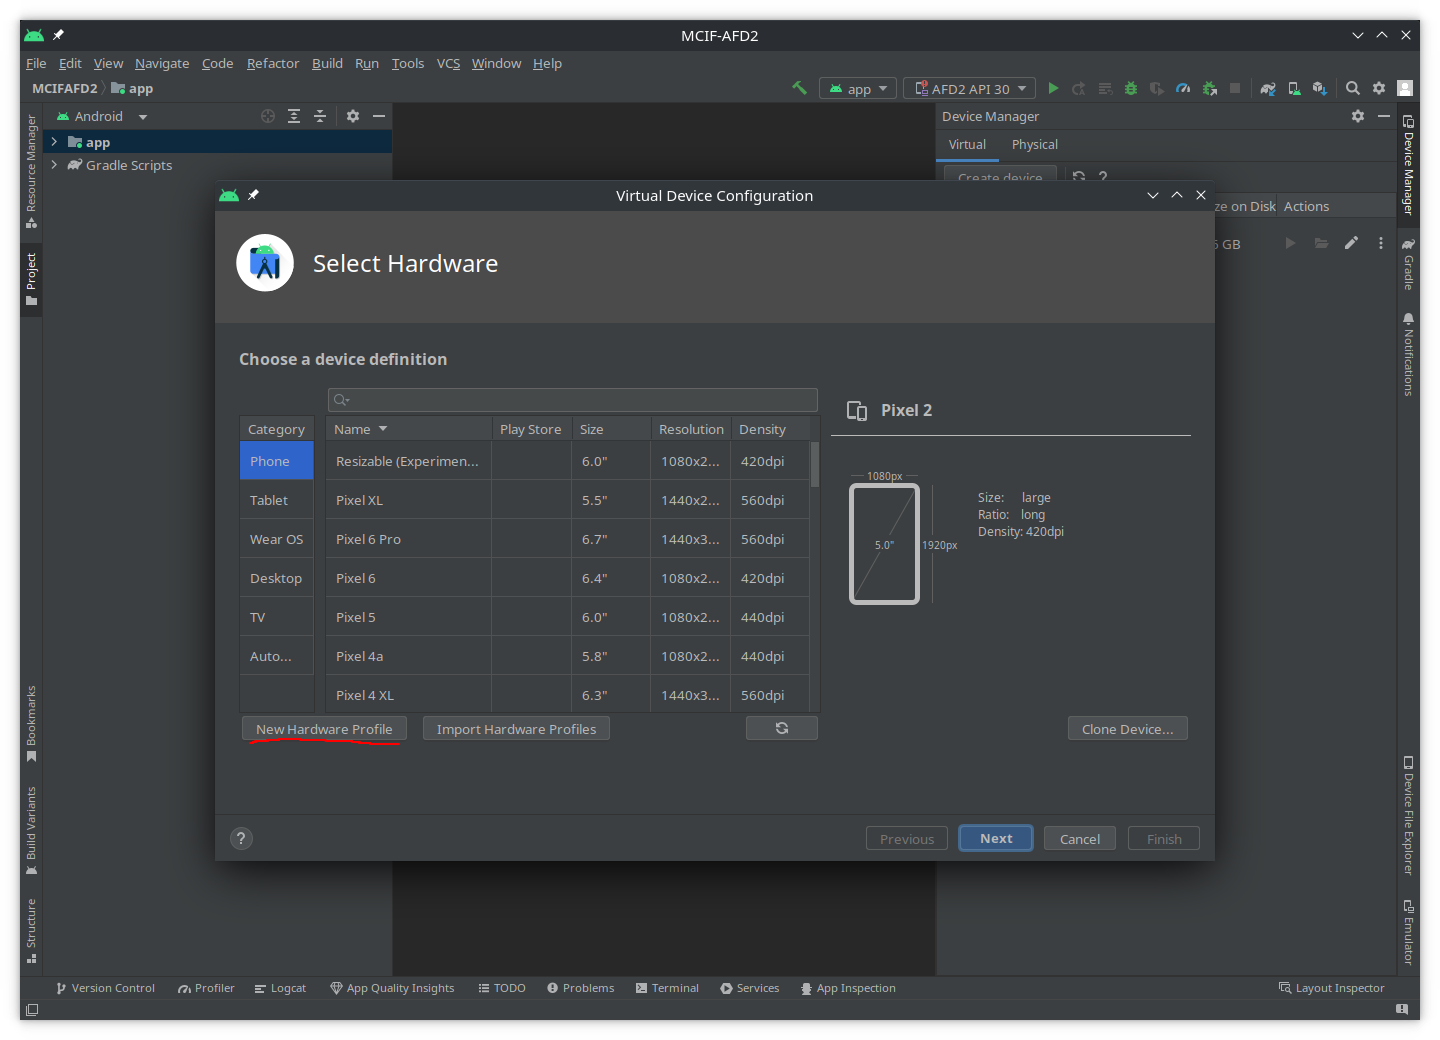 MCIF-AFD2
File Edit View Navigate Code Refactor Build Run Tools VCS Window Help
MCIFAFD2 app
app
AFD2 API 30
Android
app
Gradle Scripts
Resource Manager
Project
Bookmarks
Build Variants
Structure
Device Manager
Virtual Physical
Create device
?
ze on Disk Actions
GB
Virtual Device Configuration
Select Hardware
Choose a device definition
Category
Phone
Tablet
Wear OS
Desktop
TV
Auto...
Name Play Store Size Resolution Density
Resizable (Experimen... 6.0" 1080x2... 420dpi
Pixel XL 5.5" 1440x2... 560dpi
Pixel 6 Pro 6.7" 1440x3... 560dpi
Pixel 6 6.4" 1080x2... 420dpi
Pixel 5 6.0" 1080x2... 440dpi
Pixel 4a 5.8" 1080x2... 440dpi
Pixel 4 XL 6.3" 1440x3... 560dpi
New Hardware Profile Import Hardware Profiles
Pixel 2
1080px
5.0"
1920px
Size: large
Ratio: long
Density: 420dpi
Clone Device...
?
Previous Next Cancel Finish
Device Manager
Gradle
Notifications
Device File Explorer
Emulator
Version Control Profiler Logcat App Quality Insights TODO Problems Terminal Services App Inspection Layout Inspector